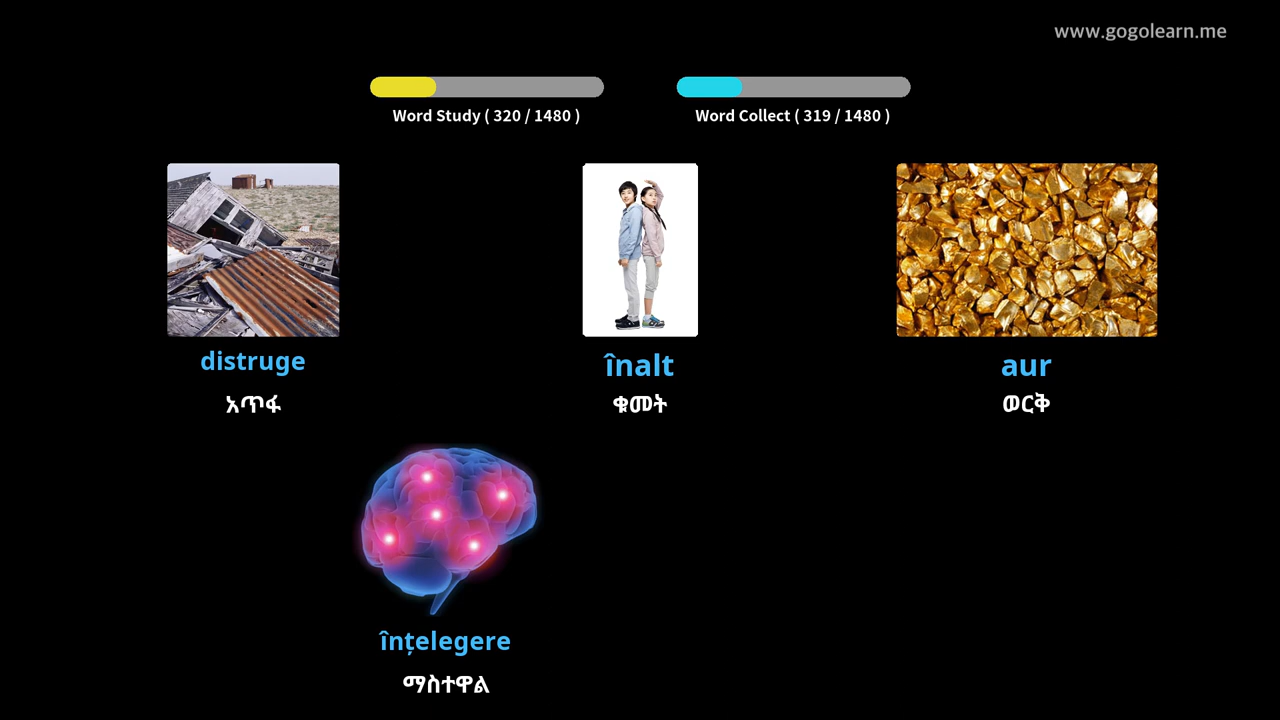 www.gogolearn.me
Word Study ( 320 / 1480 )
Word Collect ( 319 / 1480 )
distruge
አጥፋ
înalt
ቁመት
aur
ወርቅ
înțelegere
ማስተዋል